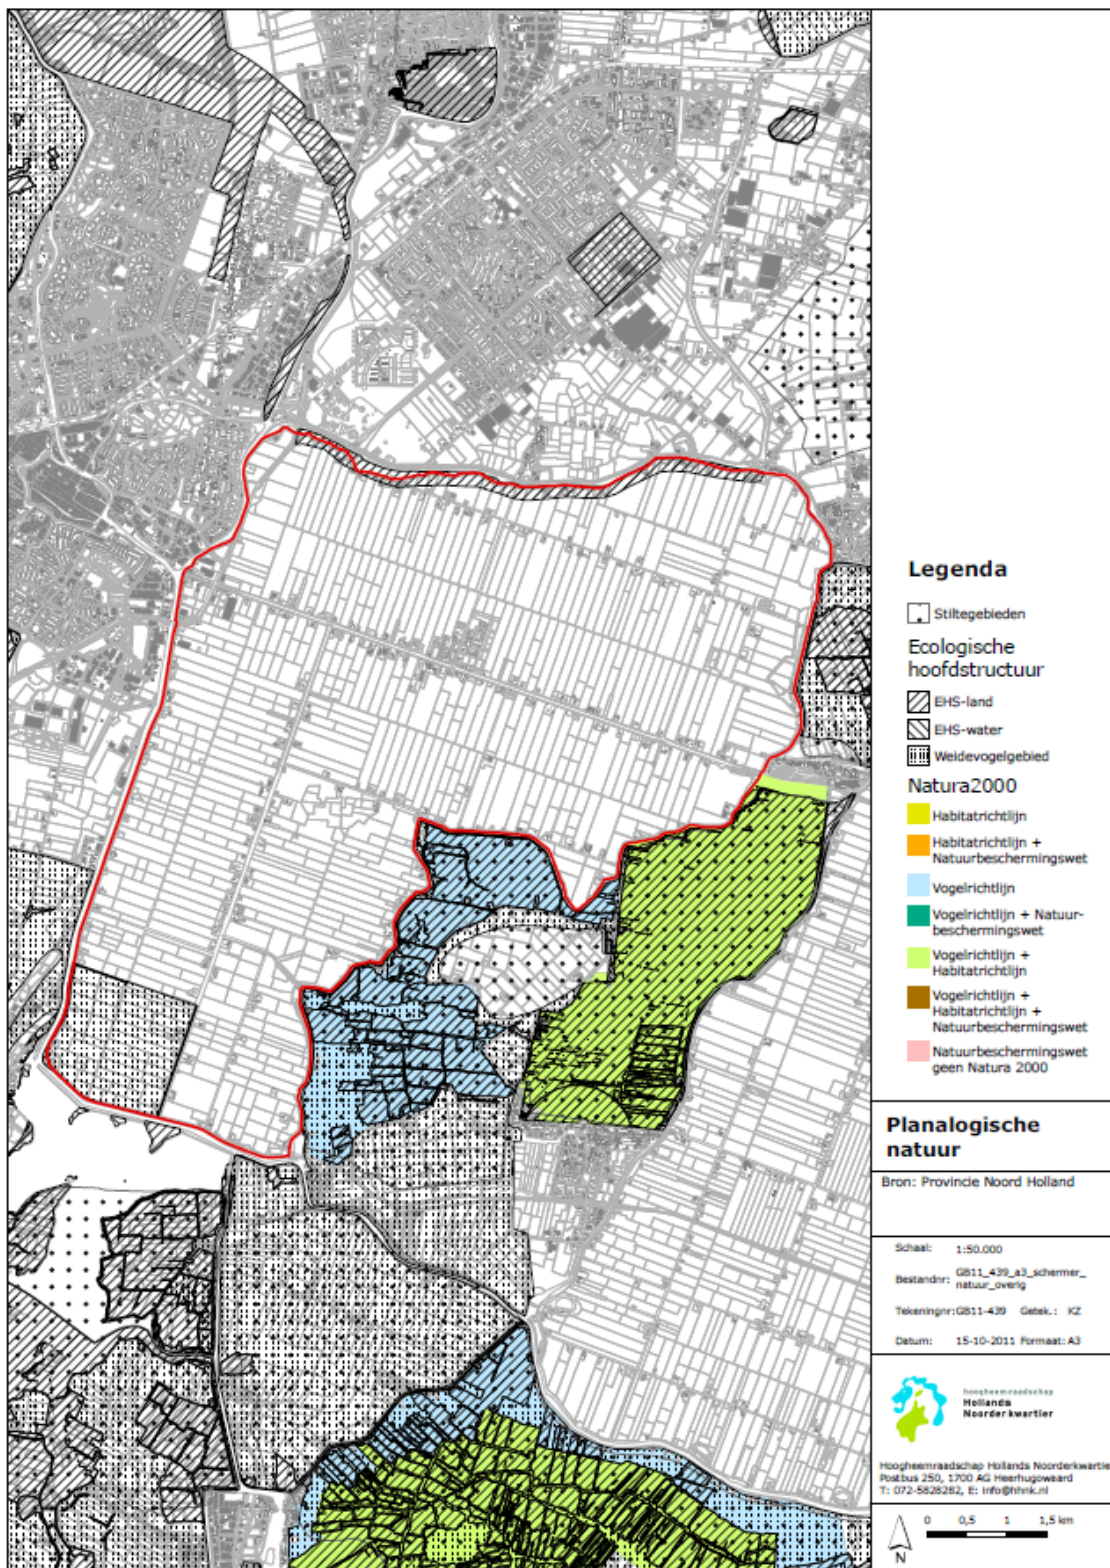 Legenda
Stiltegebieden
Ecologische
hoofdstructuur
EHS-land
EHS-water
Weidevogelgebied
Natura2000
Habitatrichtlijn
Habitatrichtlijn +
Natuurbeschermingswet
Vogelrichtlijn
Vogelrichtlijn + Natuur-
beschermingswet
Vogelrichtlijn +
Habitatrichtlijn
Vogelrichtlijn +
Habitatrichtlijn +
Natuurbeschermingswet
Natuurbeschermingswet
geen Natura 2000
Planalogische
natuur
Bron: Provincie Noord Holland
Schaal: 1:50.000
Bestandnr: GB11_439_a3_schermer_
natuur_overig
Tekeningnr: GB11-439 Getek.: KZ
Datum: 15-10-2011 Formaat: A3
hoogheemraadschap
Hollands
Noorderkwartier
Hoogheemraadschap Hollands Noorderkwartie
Postbus 250, 1700 AG Heerhugowaard
T: 072-5828282, E: info@hhnk.nl
0 0,5 1 1,5 km
N